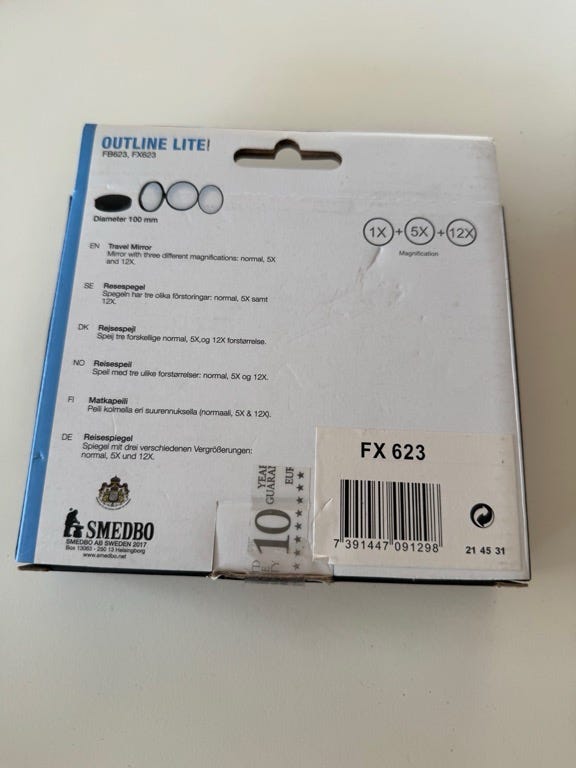 OUTLINE LITE!
FB623, FX623
Diameter 100 mm
1X + 5X + 12X
Magnification
EN Travel Mirror
Mirror with three different magnifications: normal, 5X
and 12X.
SE Resespegel
Spegeln har tre olika förstoringar: normal, 5X samt
12X.
DK Rejsespejl
Spejl tre forskellige normal, 5X,og 12X forstørrelse.
NO Reisespeil
Speil med tre ulike forstørrelser: normal, 5X og 12X.
FI Matkapeili
Peili kolmella eri suurennuksella (normaali, 5X & 12X).
DE Reisespiegel
Spiegel mit drei verschiedenen Vergrößerungen:
normal, 5X und 12X.
SMEDBO
SMEDBO AB SWEDEN 2017
Box 13063 - 250 13 Helsingborg
www.smedbo.net
10
YEAR
GUARAN
EUR
FX 623
7 391447 091298
21 45 31